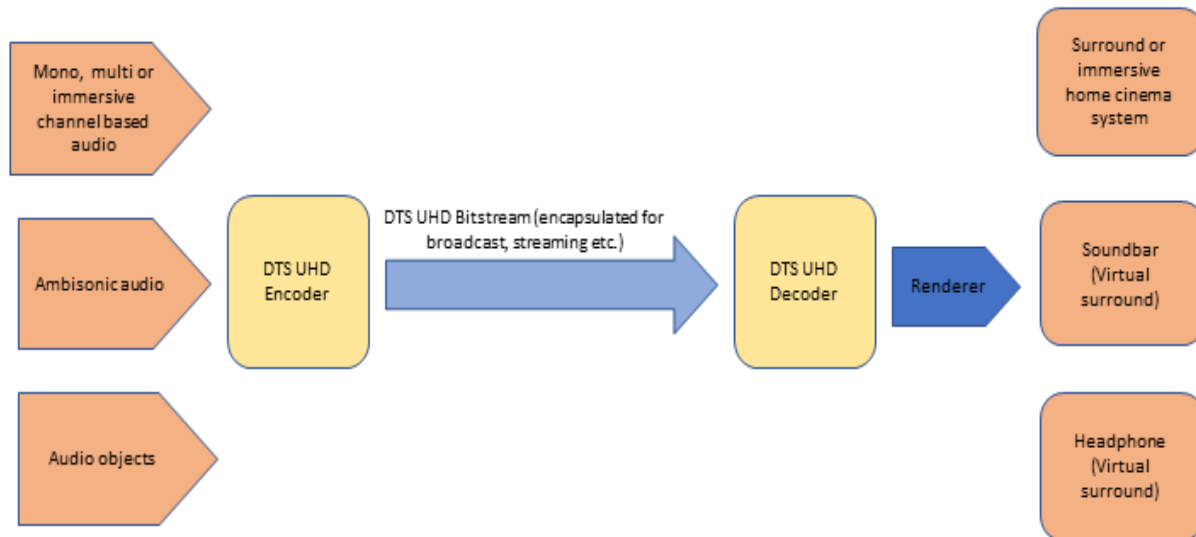 Mono, multi or
immersive
channel based
audio
Ambisonic audio
Audio objects
DTS UHD
Encoder
DTS UHD Bitstream (encapsulated for
broadcast, streaming etc.)
DTS UHD
Decoder
Renderer
Surround or
immersive
home cinema
system
Soundbar
(Virtual
surround)
Headphone
(Virtual
surround)